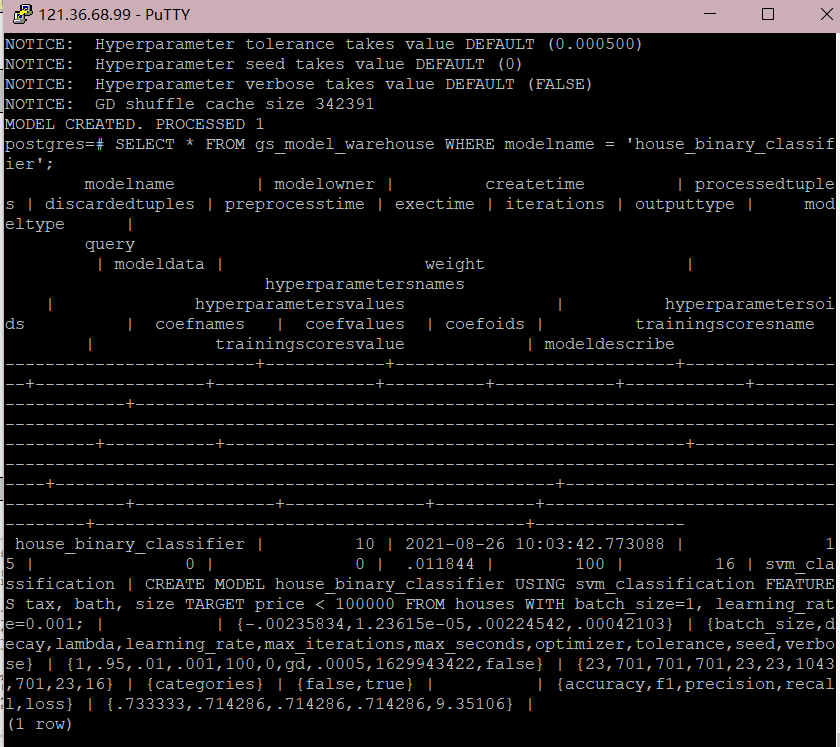 121.36.68.99 - PuTTY
NOTICE:  Hyperparameter tolerance takes value DEFAULT (0.000500)
NOTICE:  Hyperparameter seed takes value DEFAULT (0)
NOTICE:  Hyperparameter verbose takes value DEFAULT (FALSE)
NOTICE:  GD shuffle cache size 342391
MODEL CREATED. PROCESSED 1
postgres=# SELECT * FROM gs_model_warehouse WHERE modelname = 'house_binary_classif
ier';
        modelname        | modelowner |         createtime         | processedtuple
s | discardedtuples | preprocesstime | exectime | iterations | outputtype |     mod
eltype      |
        query
         | modeldata |                    weight                    |
                          hyperparametersnames
    |              hyperparametersvalues               |          hyperparametersoi
ds          |  coefnames   |  coefvalues  | coefoids |         trainingscoresname
        |            trainingscoresvalue            | modeldescribe
-------------------------+------------+----------------------------+---------------
--+-----------------+----------------+----------+------------+------------+--------
------------+----------------------------------------------------------------------
-----------------------------------------------------------------------------------
---------+-----------+----------------------------------------------+--------------
-----------------------------------------------------------------------------------
----+--------------------------------------------------+---------------------------
------------+--------------+--------------+----------+-----------------------------
--------+-------------------------------------------+---------------
 house_binary_classifier |         10 | 2021-08-26 10:03:42.773088 |              1
5 |               0 |              0 |  .011844 |        100 |         16 | svm_cla
ssification | CREATE MODEL house_binary_classifier USING svm_classification FEATURE
S tax, bath, size TARGET price < 100000 FROM houses WITH batch_size=1, learning_rat
e=0.001; |           | {-.00235834,1.23615e-05,.00224542,.00042103} | {batch_size,d
ecay,lambda,learning_rate,max_iterations,max_seconds,optimizer,tolerance,seed,verbo
se} | {1,.95,.01,.001,100,0,gd,.0005,1629943422,false} | {23,701,701,701,23,23,1043
,701,23,16} | {categories} | {false,true} |          | {accuracy,f1,precision,recal
l,loss} | {.733333,.714286,.714286,.714286,9.35106} |
(1 row)